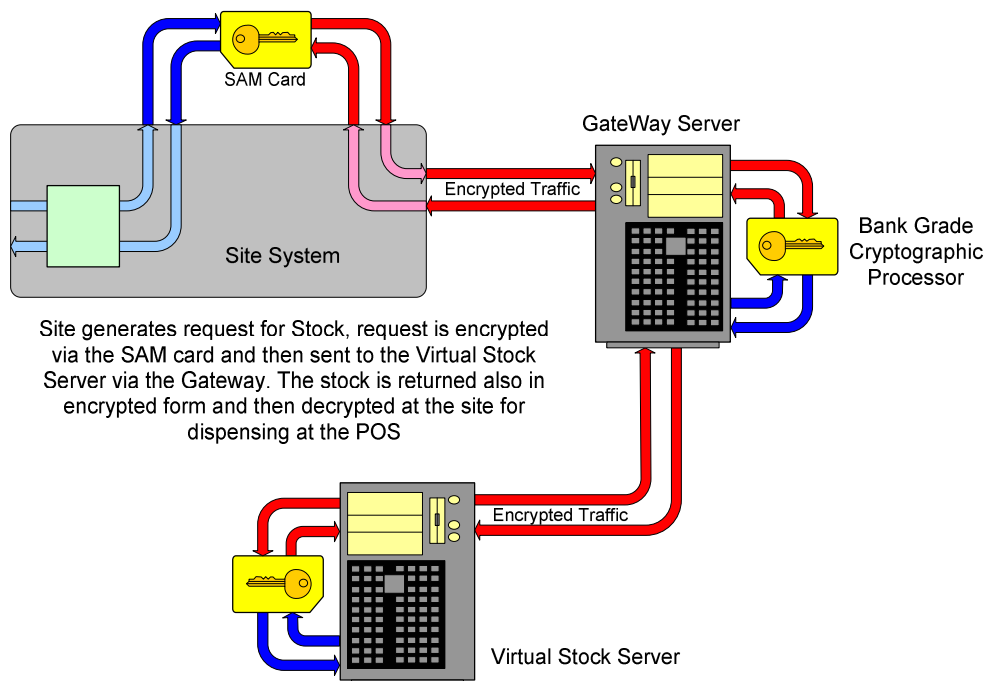 SAM Card
GateWay Server
Encrypted Traffic
Bank Grade
Cryptographic
Processor
Site System
Site generates request for Stock, request is encrypted
via the SAM card and then sent to the Virtual Stock
Server via the Gateway. The stock is returned also in
encrypted form and then decrypted at the site for
dispensing at the POS
Encrypted Traffic
Virtual Stock Server